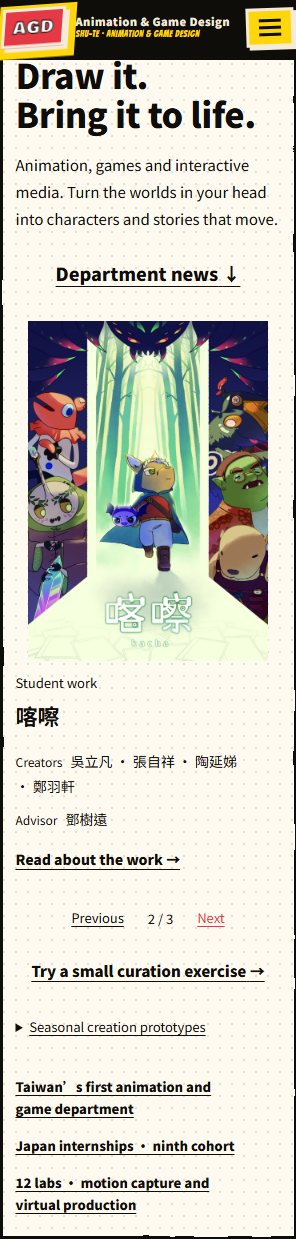 AGD
Animation & Game Design
SHU-TE · ANIMATION & GAME DESIGN
Draw it.
Bring it to life.
Animation, games and interactive
media. Turn the worlds in your head
into characters and stories that move.
Department news ↓
喀嚓
kacha
Student work
喀嚓
Creators 吳立凡 · 張自祥 · 陶延娣
· 鄭羽軒
Advisor 鄧樹遠
Read about the work →
Previous 2 / 3 Next
Try a small curation exercise →
▶ Seasonal creation prototypes
Taiwan’s first animation and
game department
Japan internships · ninth cohort
12 labs · motion capture and
virtual production